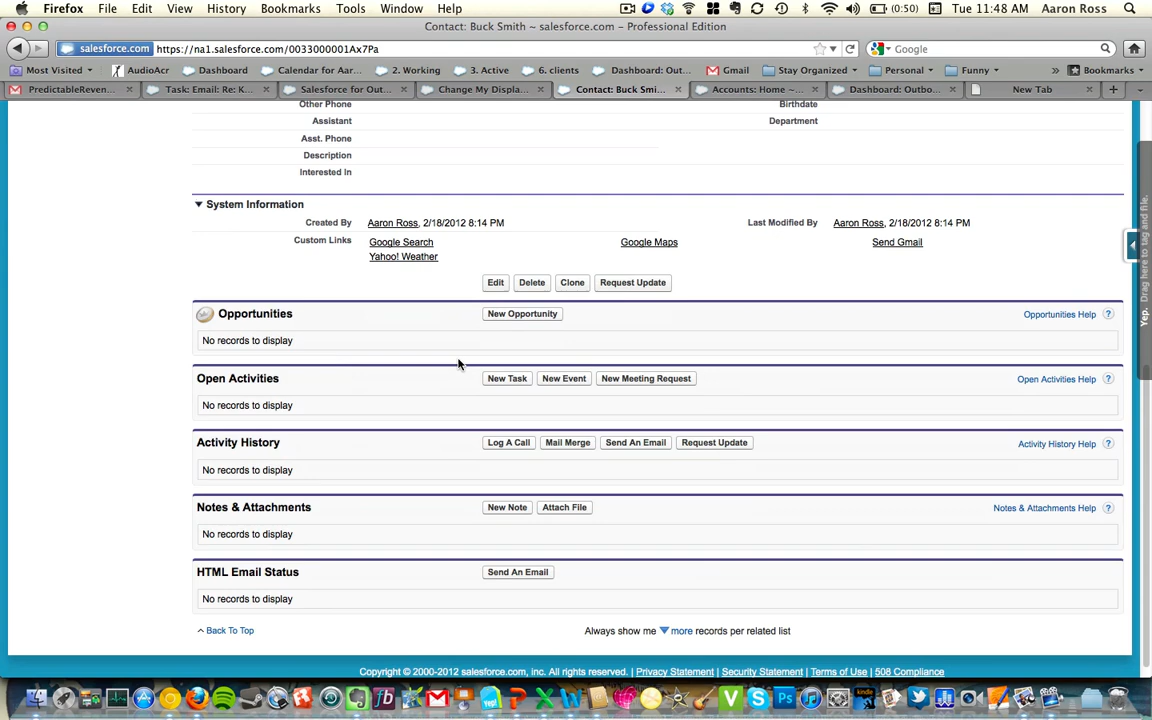 Firefox File Edit View History Bookmarks Tools Window Help (0:50) Tue 11:48 AM Aaron Ross
Contact: Buck Smith ~ salesforce.com - Professional Edition
salesforce.com https://na1.salesforce.com/0033000001Ax7Pa Google
Most Visited AudioAcr Dashboard Calendar for Aar... 2. Working 3. Active 6. clients Dashboard: Out... Gmail Stay Organized Personal Funny » Bookmarks
PredictableReven... Task: Email: Re: K... Salesforce for Out... Change My Displa... Contact: Buck Smi... Accounts: Home ~... Dashboard: Outbo... New Tab
Other Phone Birthdate
Assistant Department
Asst. Phone
Description
Interested In
System Information
Created By Aaron Ross, 2/18/2012 8:14 PM Last Modified By Aaron Ross, 2/18/2012 8:14 PM
Custom Links Google Search Google Maps Send Gmail
Yahoo! Weather
Edit Delete Clone Request Update
Opportunities New Opportunity Opportunities Help ?
No records to display
Open Activities New Task New Event New Meeting Request Open Activities Help ?
No records to display
Activity History Log A Call Mail Merge Send An Email Request Update Activity History Help ?
No records to display
Notes & Attachments New Note Attach File Notes & Attachments Help ?
No records to display
HTML Email Status Send An Email
No records to display
^ Back To Top Always show me more records per related list
Copyright © 2000-2012 salesforce.com, inc. All rights reserved. | Privacy Statement | Security Statement | Terms of Use | 508 Compliance
Yep. Drag here to tag and file.